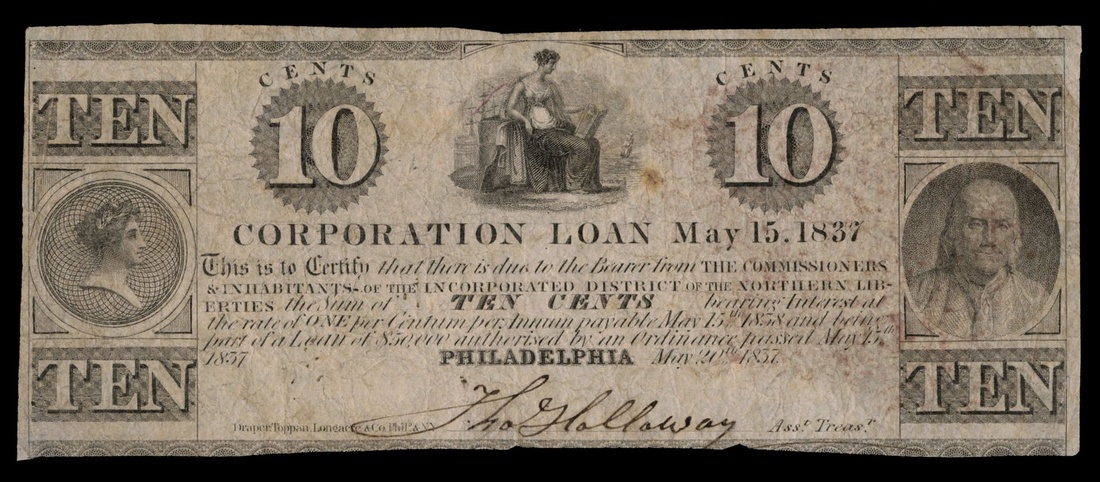 CENTS CENTS
TEN 10 10 TEN
CORPORATION LOAN May 15. 1837
This is to Certify that there is due to the Bearer from THE COMMISSIONERS
& INHABITANTS OF THE INCORPORATED DISTRICT OF THE NORTHERN LIB-
ERTIES the Sum of TEN CENTS bearing Interest at
the rate of ONE per Centum per Annum payable May 15th 1838 and being
part of a Loan of $50,000 authorised by an Ordinance passed May 15th
1837 PHILADELPHIA May 20th 1837
TEN TEN
Thos Holloway
Draper, Toppan, Longacre & Co. Phila. & N.Y. Asst. Treasr.